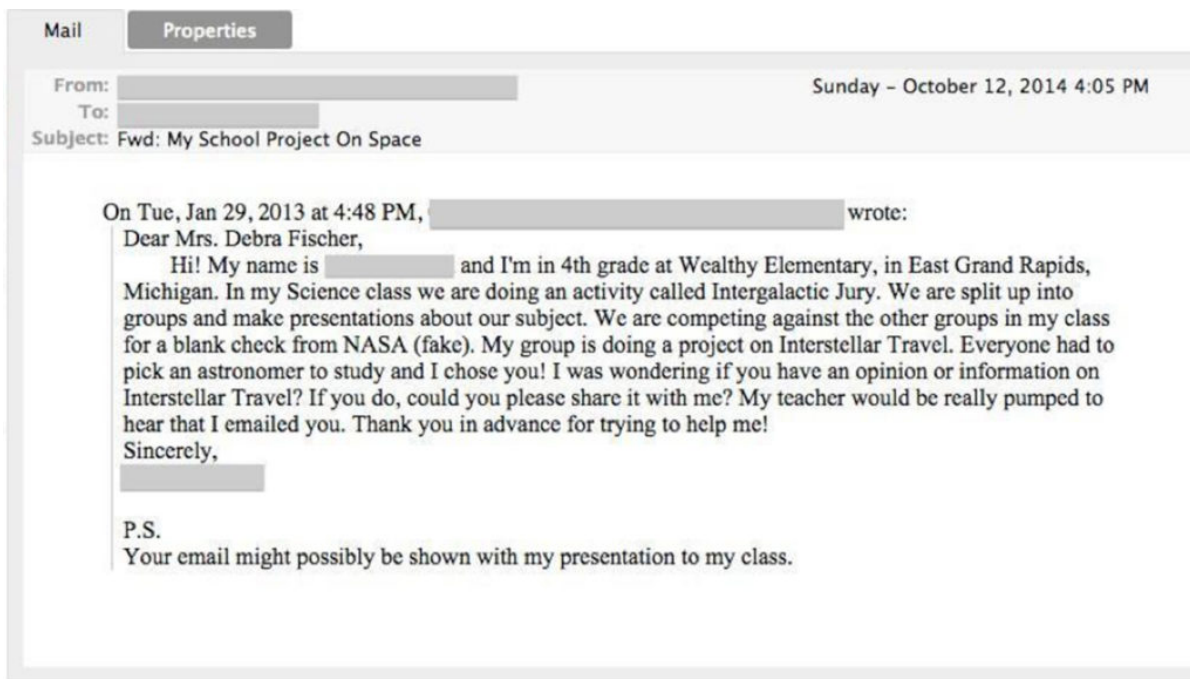 Mail Properties
From: Sunday – October 12, 2014 4:05 PM
To:
Subject: Fwd: My School Project On Space
On Tue, Jan 29, 2013 at 4:48 PM, wrote:
Dear Mrs. Debra Fischer,
Hi! My name is and I'm in 4th grade at Wealthy Elementary, in East Grand Rapids,
Michigan. In my Science class we are doing an activity called Intergalactic Jury. We are split up into
groups and make presentations about our subject. We are competing against the other groups in my class
for a blank check from NASA (fake). My group is doing a project on Interstellar Travel. Everyone had to
pick an astronomer to study and I chose you! I was wondering if you have an opinion or information on
Interstellar Travel? If you do, could you please share it with me? My teacher would be really pumped to
hear that I emailed you. Thank you in advance for trying to help me!
Sincerely,
P.S.
Your email might possibly be shown with my presentation to my class.